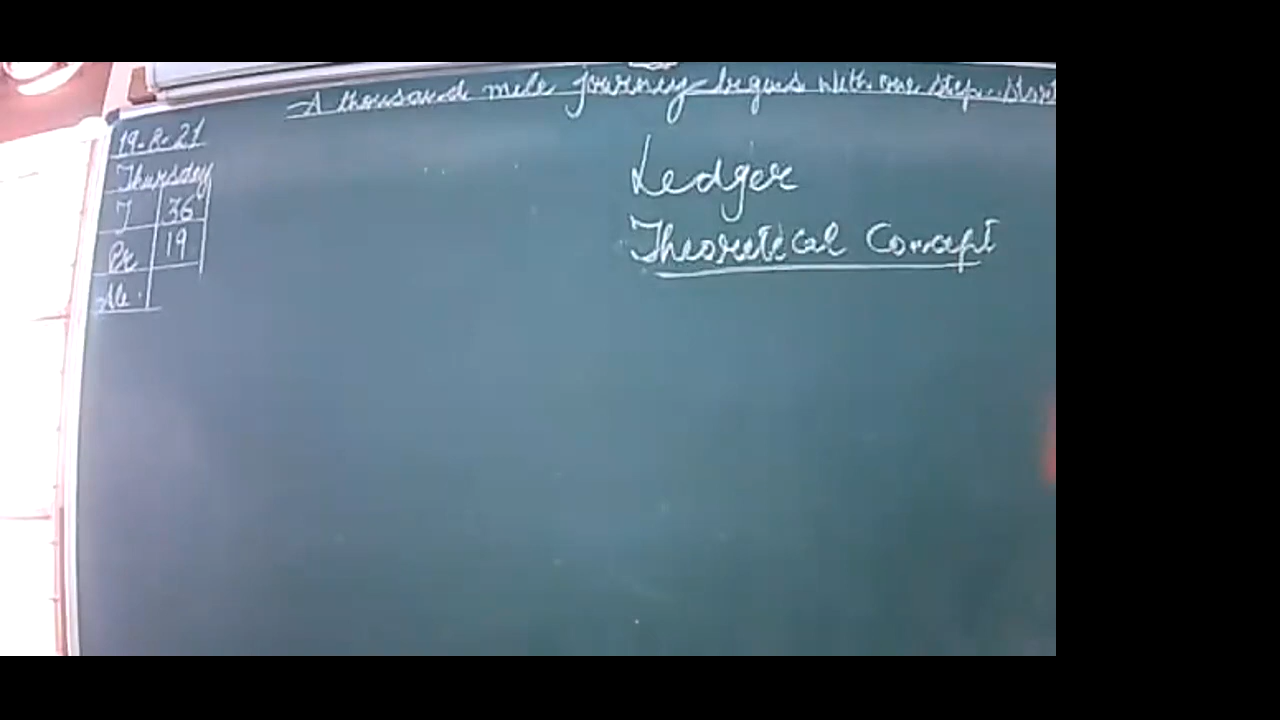 A thousand mile journey begins with one step.
19-8-21
Thursday
T 36
Pr 19
Ab.
Ledger
Theoretical Concept